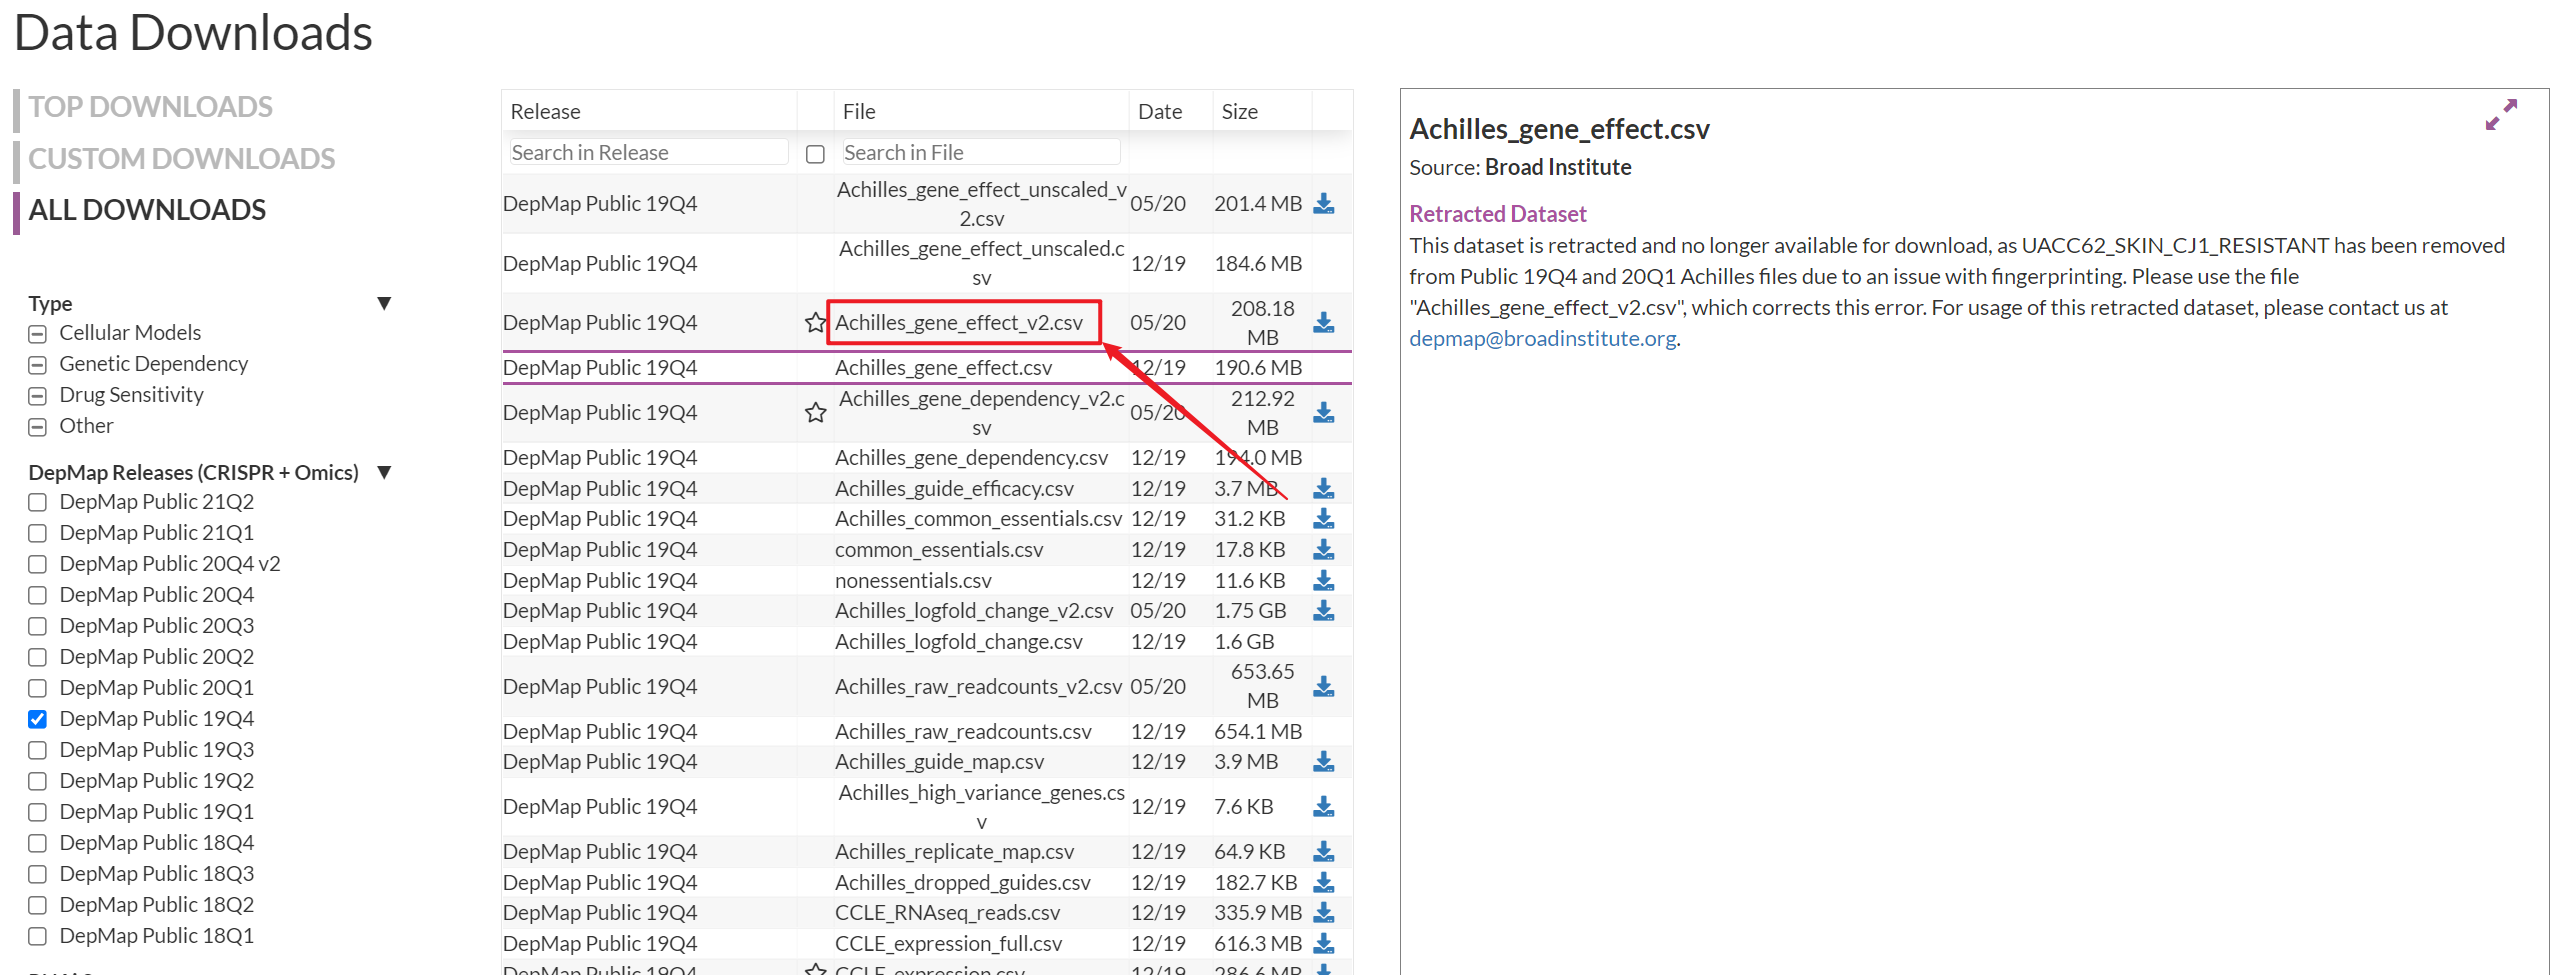 Data Downloads
TOP DOWNLOADS
CUSTOM DOWNLOADS
ALL DOWNLOADS
Type
Cellular Models
Genetic Dependency
Drug Sensitivity
Other
DepMap Releases (CRISPR + Omics)
DepMap Public 21Q2
DepMap Public 21Q1
DepMap Public 20Q4 v2
DepMap Public 20Q4
DepMap Public 20Q3
DepMap Public 20Q2
DepMap Public 20Q1
DepMap Public 19Q4
DepMap Public 19Q3
DepMap Public 19Q2
DepMap Public 19Q1
DepMap Public 18Q4
DepMap Public 18Q3
DepMap Public 18Q2
DepMap Public 18Q1
Release File Date Size
Search in Release Search in File
DepMap Public 19Q4 Achilles_gene_effect_unscaled_v
2.csv 05/20 201.4 MB
DepMap Public 19Q4 Achilles_gene_effect_unscaled.c
sv 12/19 184.6 MB
DepMap Public 19Q4 Achilles_gene_effect_v2.csv 05/20 208.18
MB
DepMap Public 19Q4 Achilles_gene_effect.csv 12/19 190.6 MB
DepMap Public 19Q4 Achilles_gene_dependency_v2.c
sv 05/20 212.92
MB
DepMap Public 19Q4 Achilles_gene_dependency.csv 12/19 194.0 MB
DepMap Public 19Q4 Achilles_guide_efficacy.csv 12/19 3.7 MB
DepMap Public 19Q4 Achilles_common_essentials.csv 12/19 31.2 KB
DepMap Public 19Q4 common_essentials.csv 12/19 17.8 KB
DepMap Public 19Q4 nonessentials.csv 12/19 11.6 KB
DepMap Public 19Q4 Achilles_logfold_change_v2.csv 05/20 1.75 GB
DepMap Public 19Q4 Achilles_logfold_change.csv 12/19 1.6 GB
DepMap Public 19Q4 Achilles_raw_readcounts_v2.csv 05/20 653.65
MB
DepMap Public 19Q4 Achilles_raw_readcounts.csv 12/19 654.1 MB
DepMap Public 19Q4 Achilles_guide_map.csv 12/19 3.9 MB
DepMap Public 19Q4 Achilles_high_variance_genes.cs
v 12/19 7.6 KB
DepMap Public 19Q4 Achilles_replicate_map.csv 12/19 64.9 KB
DepMap Public 19Q4 Achilles_dropped_guides.csv 12/19 182.7 KB
DepMap Public 19Q4 CCLE_RNAseq_reads.csv 12/19 335.9 MB
DepMap Public 19Q4 CCLE_expression_full.csv 12/19 616.3 MB
DepMap Public 19Q4 CCLE_expression.csv 12/19 286.6 MB
Achilles_gene_effect.csv
Source: Broad Institute
Retracted Dataset
This dataset is retracted and no longer available for download, as UACC62_SKIN_CJ1_RESISTANT has been removed
from Public 19Q4 and 20Q1 Achilles files due to an issue with fingerprinting. Please use the file
"Achilles_gene_effect_v2.csv", which corrects this error. For usage of this retracted dataset, please contact us at
depmap@broadinstitute.org.